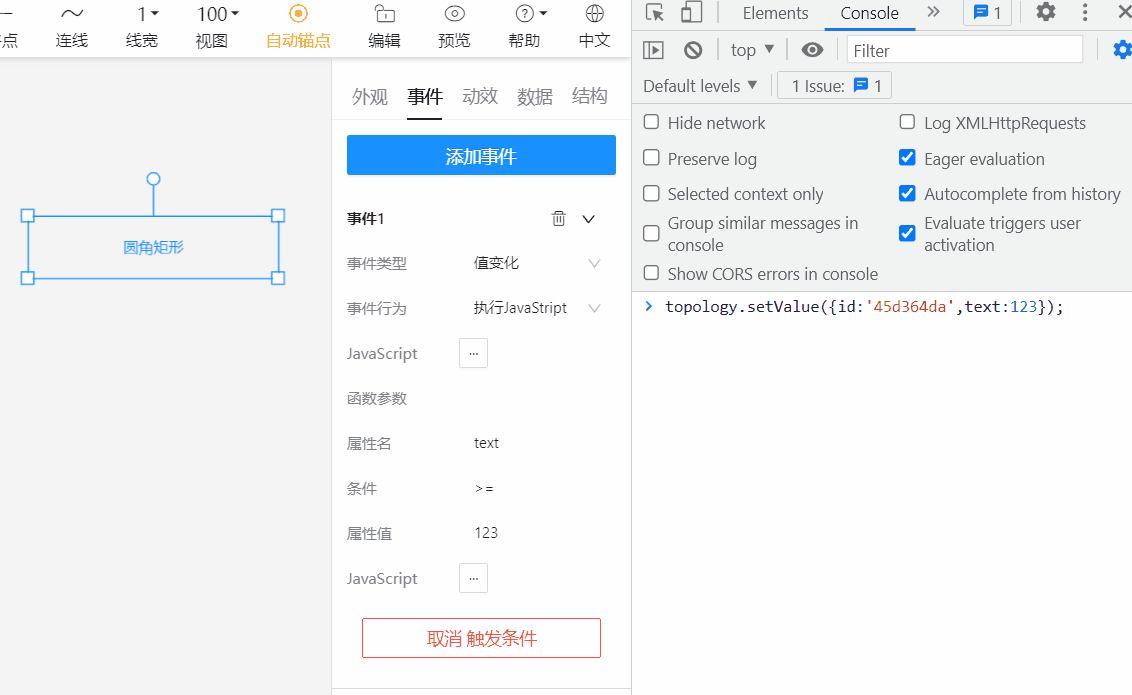 1 100
点 连线 线宽 视图 自动锚点 编辑 预览 帮助 中文
外观 事件 动效 数据 结构
添加事件
圆角矩形
事件1
事件类型 值变化
事件行为 执行JavaStript
JavaScript ...
函数参数
属性名 text
条件 >=
属性值 123
JavaScript ...
取消 触发条件
Elements Console 1
top Filter
Default levels 1 Issue: 1
Hide network Log XMLHttpRequests
Preserve log Eager evaluation
Selected context only Autocomplete from history
Group similar messages in console
Evaluate triggers user activation
Show CORS errors in console
topology.setValue({id:'45d364da',text:123});